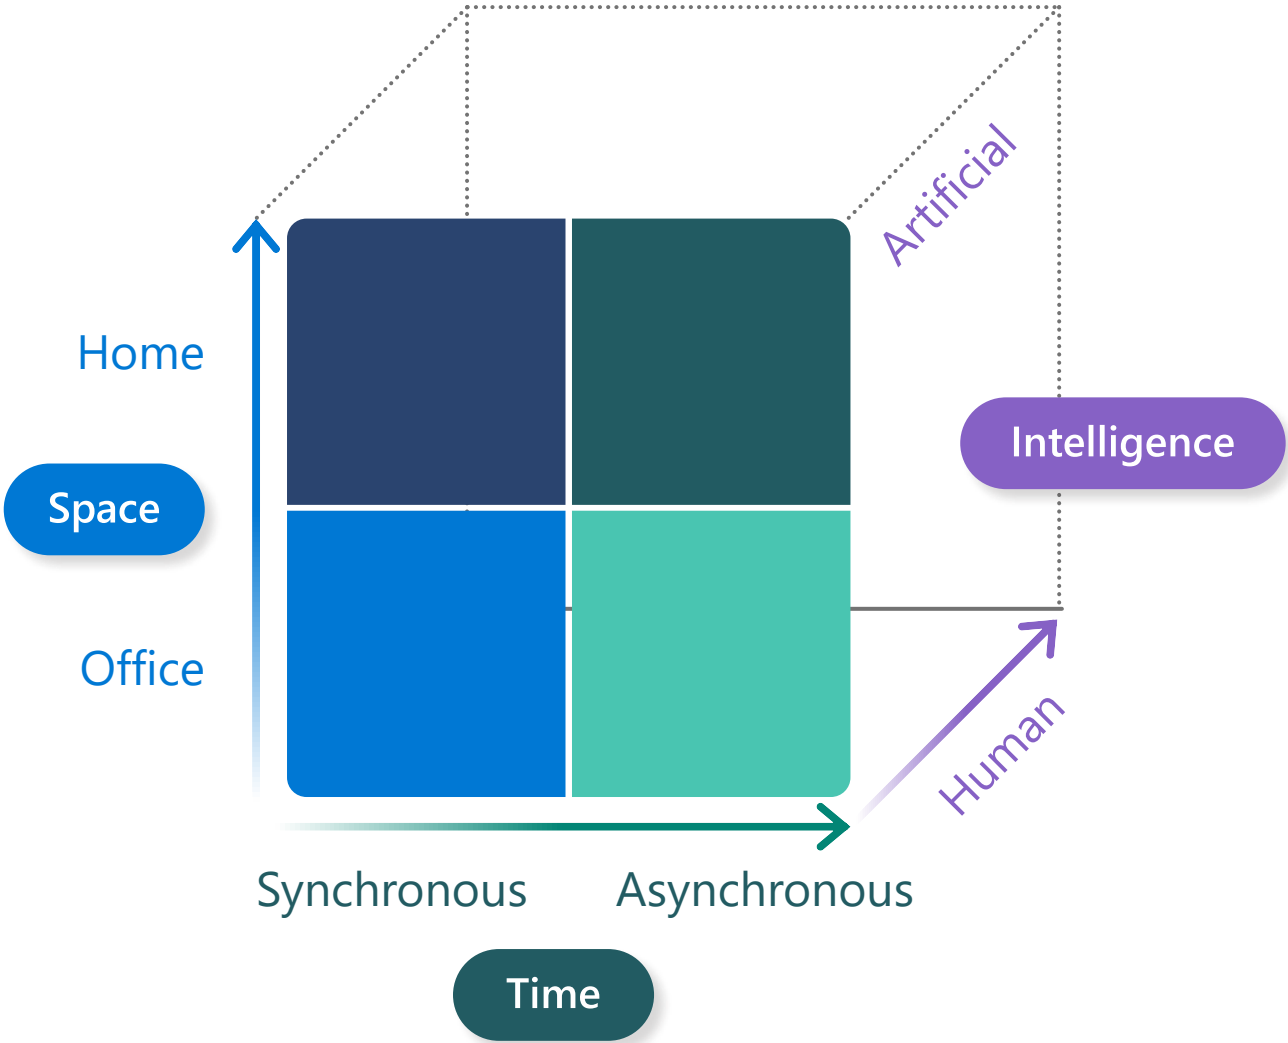 Artificial
Home
Intelligence
Space
Office
Human
Synchronous
Asynchronous
Time